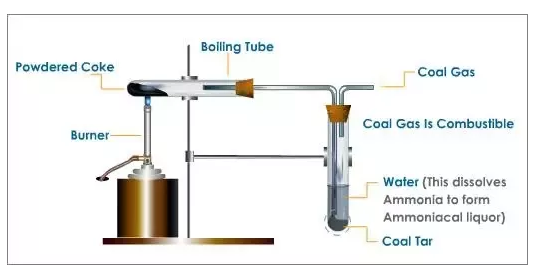 Boiling Tube
Powdered Coke
Coal Gas
Coal Gas Is Combustible
Burner
Water (This dissolves
Ammonia to form
Ammoniacal liquor)
Coal Tar